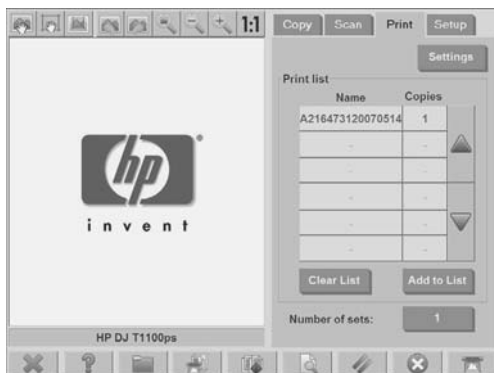 1:1
Copy Scan Print Setup
Settings
Print list
Name Copies
A216473120070514 1
hp
invent
Clear List Add to List
Number of sets: 1
HP DJ T1100ps